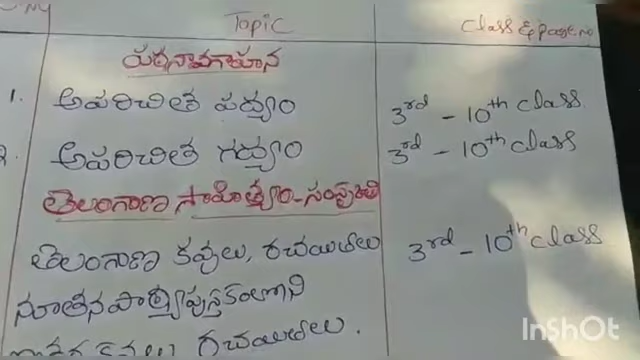 Topic
Class & page no
పఠనావగాహన
1. అపరిచిత పద్యం 3rd - 10th class
2. అపరిచిత గద్యం 3rd - 10th class
తెలంగాణ సాహిత్యం-సంస్కృతి
తెలంగాణ కవులు, రచయితలు 3rd - 10th class
నూతన పాఠ్యపుస్తకంలోని
రచయితలు.
InShOt